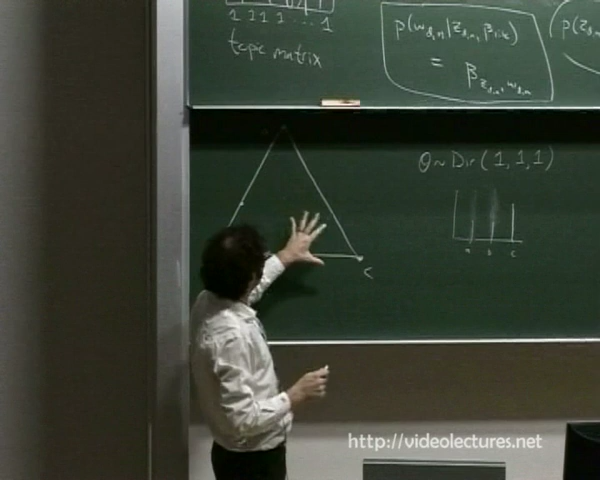 1 1 1 1 ... 1
topic matrix
p(w_{d,n}|z_{d,n}, β_{1:K})
= β_{z_{d,n}, w_{d,n}}
θ ~ Dir(1,1,1)
a b c
C
http://videolectures.net